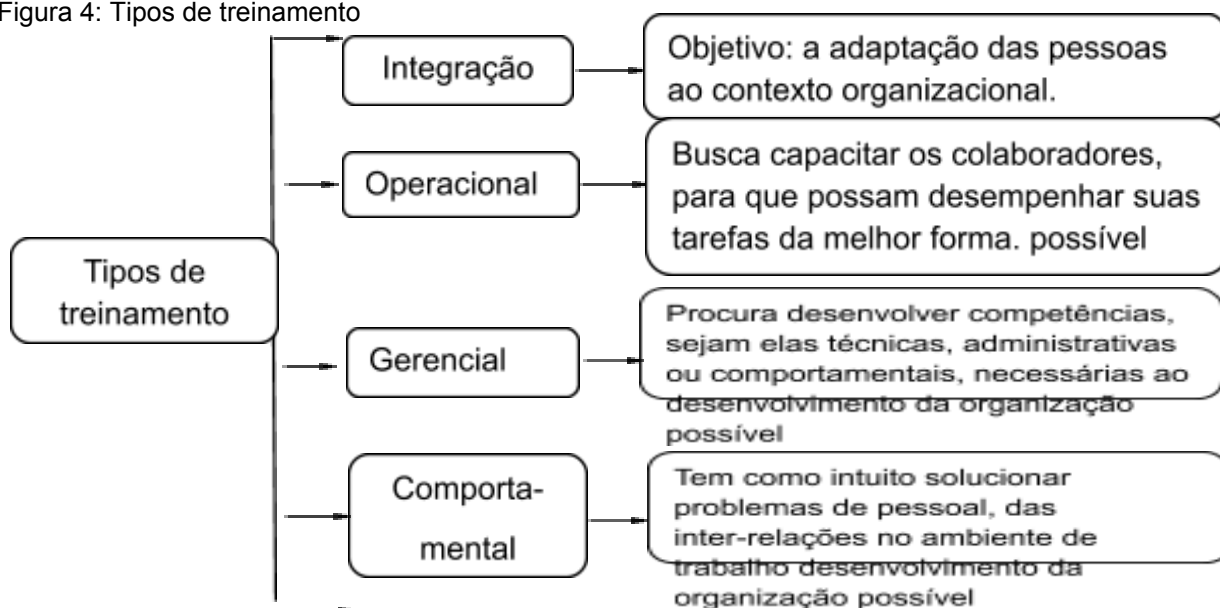 Figura 4: Tipos de treinamento
Integração
Objetivo: a adaptação das pessoas
ao contexto organizacional.
Operacional
Busca capacitar os colaboradores,
para que possam desempenhar suas
tarefas da melhor forma. possível
Tipos de
treinamento
Gerencial
Procura desenvolver competências,
sejam elas técnicas, administrativas
ou comportamentais, necessárias ao
desenvolvimento da organização
possível
Comporta-
mental
Tem como intuito solucionar
problemas de pessoal, das
inter-relações no ambiente de
trabalho desenvolvimento da
organização possível